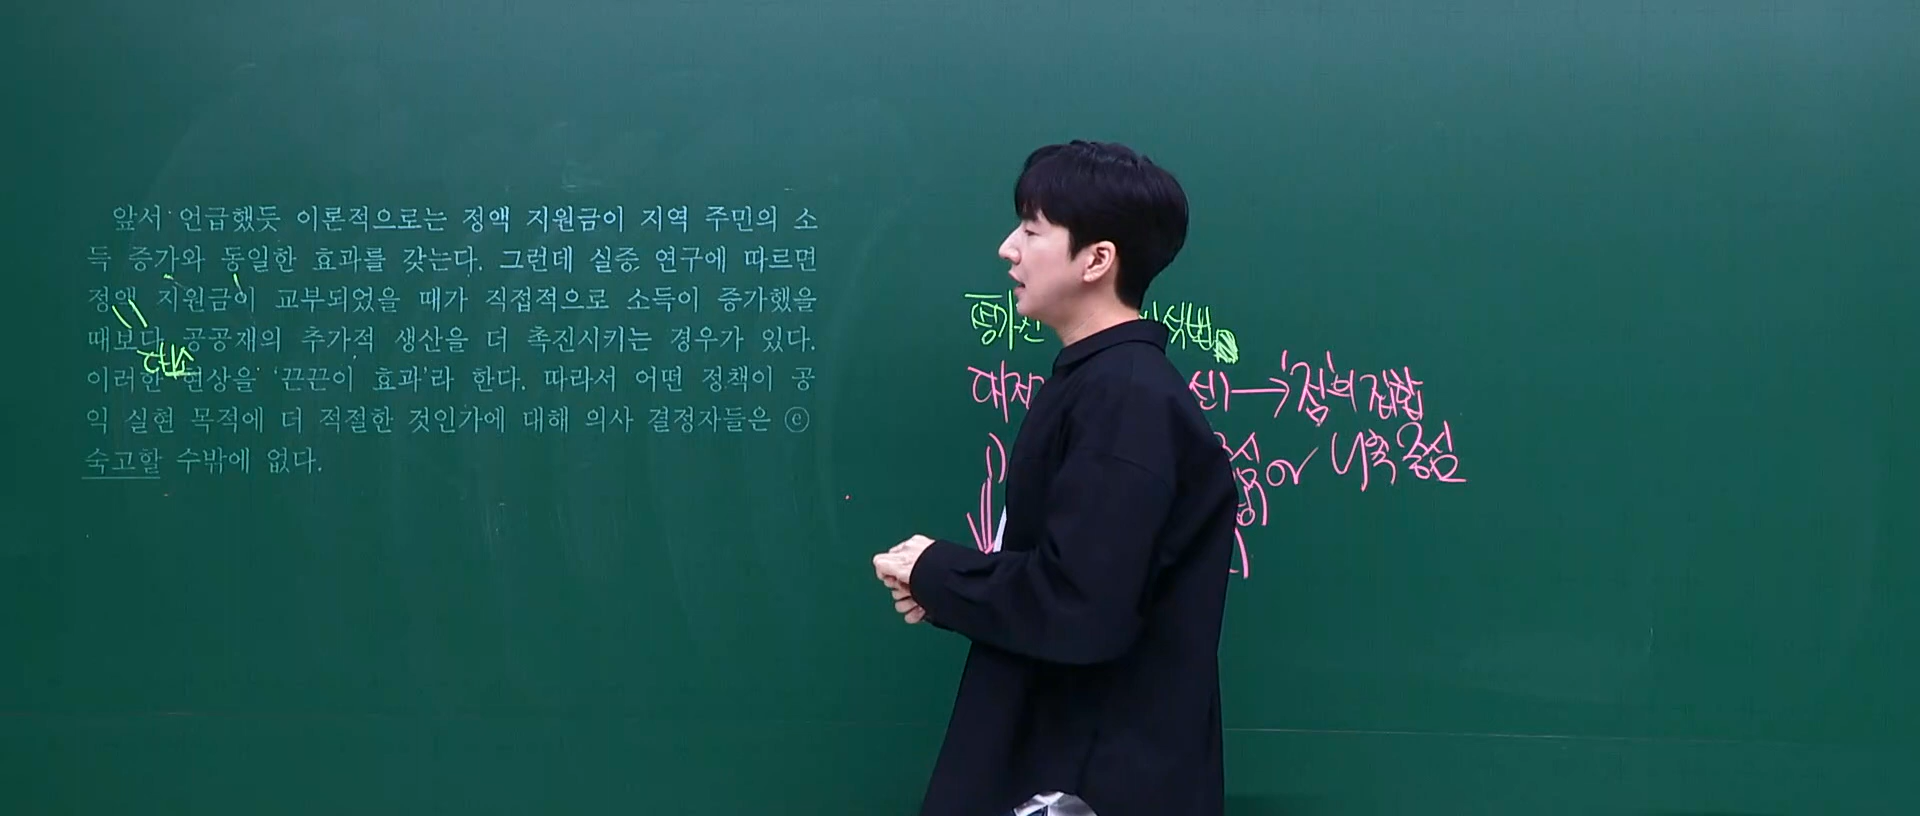 앞서 언급했듯 이론적으로는 정액 지원금이 지역 주민의 소
득 증가와 동일한 효과를 갖는다. 그런데 실증 연구에 따르면
정액 지원금이 교부되었을 때가 직접적으로 소득이 증가했을
때보다 공공재의 추가적 생산을 더 촉진시키는 경우가 있다.
이러한 현상을 ‘끈끈이 효과’라 한다. 따라서 어떤 정책이 공
익 실현 목적에 더 적절한 것인가에 대해 의사 결정자들은 ⓒ
숙고할 수밖에 없다.
평가
→ '점'의 집합
or 너축 중심